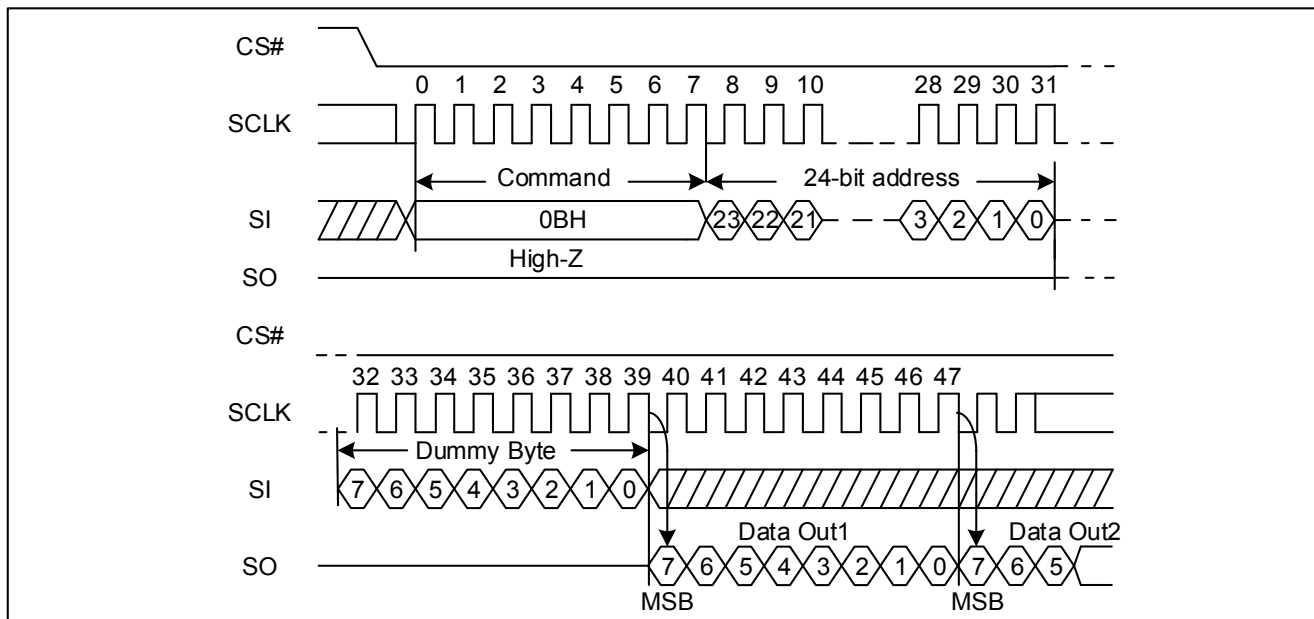 CS#
0 1 2 3 4 5 6 7 8 9 10 28 29 30 31
SCLK
Command 24-bit address
SI 0BH 23 22 21 3 2 1 0
High-Z
SO
CS#
32 33 34 35 36 37 38 39 40 41 42 43 44 45 46 47
SCLK
Dummy Byte
SI 7 6 5 4 3 2 1 0
Data Out1 Data Out2
SO 7 6 5 4 3 2 1 0 7 6 5
MSB MSB